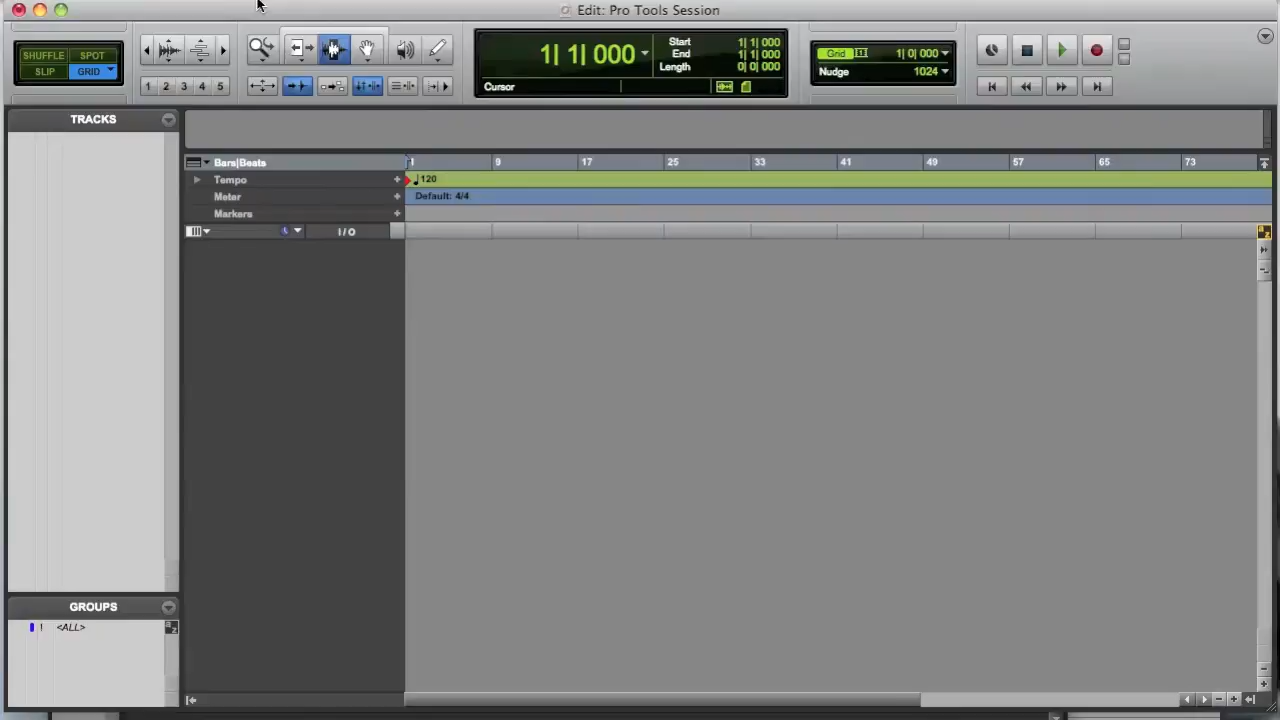 Edit: Pro Tools Session
SHUFFLE SPOT
SLIP GRID
1 2 3 4 5
1| 1| 000
Start 1| 1| 000
End 1| 1| 000
Length 0| 0| 000
Cursor
Grid 1| 0| 000
Nudge 1024
TRACKS
Bars|Beats 1 9 17 25 33 41 49 57 65 73
Tempo + 120
Meter + Default: 4/4
Markers +
I/O
a z
GROUPS
1 <ALL>
a z